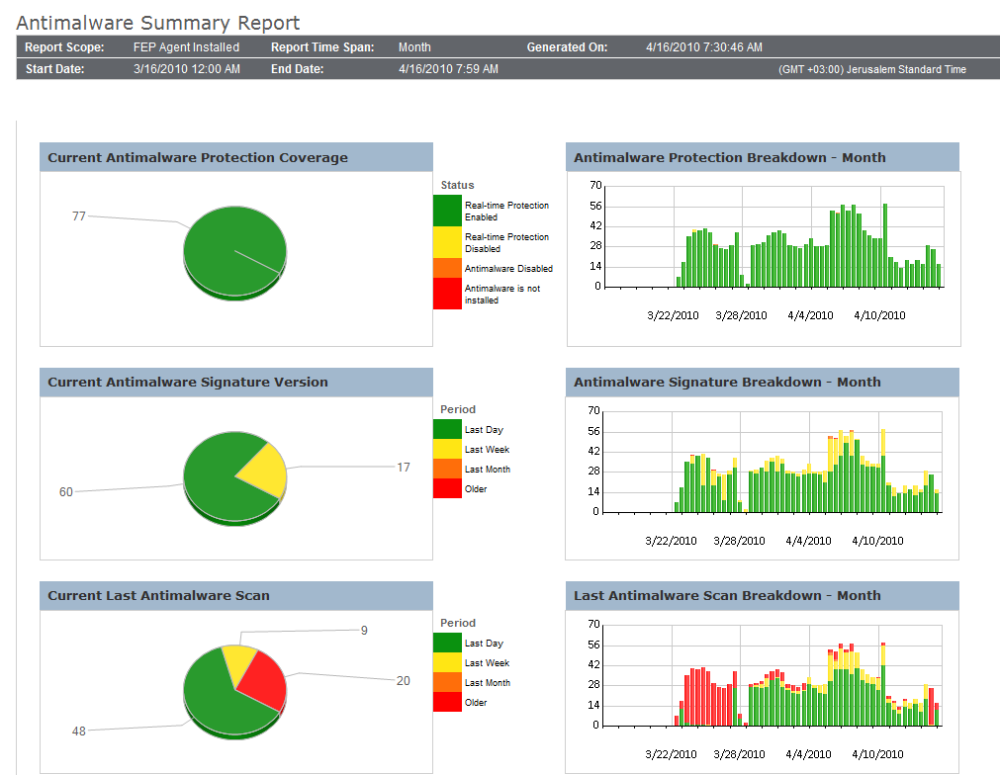 Antimalware Summary Report
Report Scope: FEP Agent Installed Report Time Span: Month Generated On: 4/16/2010 7:30:46 AM
Start Date: 3/16/2010 12:00 AM End Date: 4/16/2010 7:59 AM (GMT +03:00) Jerusalem Standard Time
Current Antimalware Protection Coverage
77
Status
Real-time Protection
Enabled
Real-time Protection
Disabled
Antimalware Disabled
Antimalware is not
installed
Antimalware Protection Breakdown - Month
70
56
42
28
14
0
3/22/2010 3/28/2010 4/4/2010 4/10/2010
Current Antimalware Signature Version
17
60
Period
Last Day
Last Week
Last Month
Older
Antimalware Signature Breakdown - Month
70
56
42
28
14
0
3/22/2010 3/28/2010 4/4/2010 4/10/2010
Current Last Antimalware Scan
9
20
48
Period
Last Day
Last Week
Last Month
Older
Last Antimalware Scan Breakdown - Month
70
56
42
28
14
0
3/22/2010 3/28/2010 4/4/2010 4/10/2010